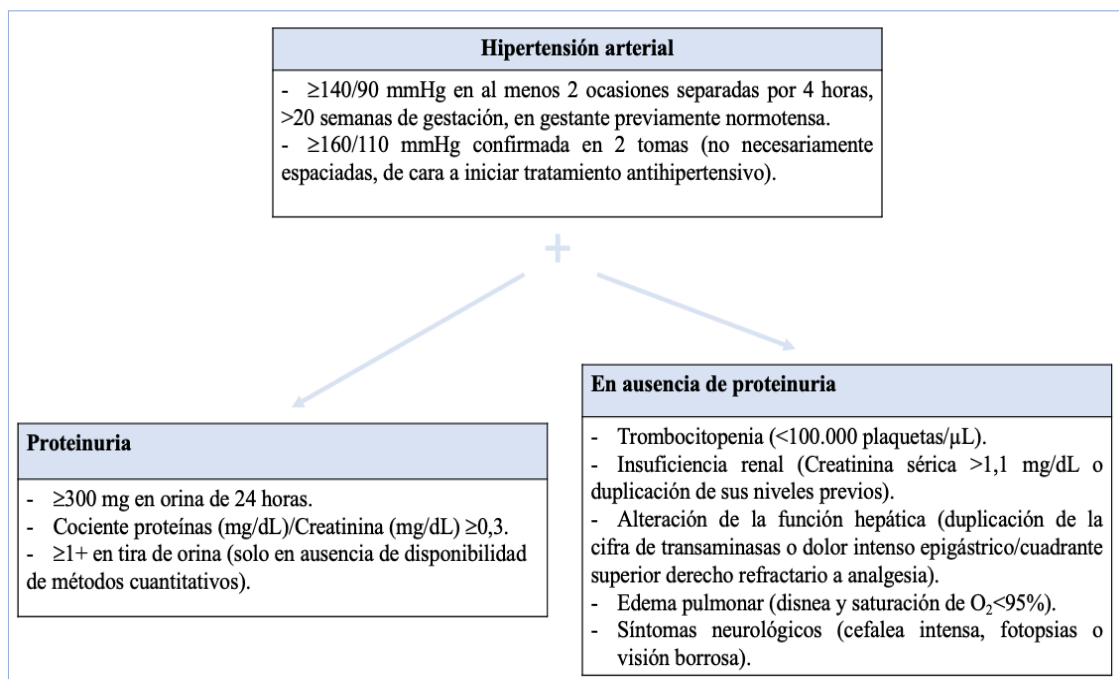 Hipertensión arterial
- ≥140/90 mmHg en al menos 2 ocasiones separadas por 4 horas,
>20 semanas de gestación, en gestante previamente normotensa.
- ≥160/110 mmHg confirmada en 2 tomas (no necesariamente
espaciadas, de cara a iniciar tratamiento antihipertensivo).
+
Proteinuria
- ≥300 mg en orina de 24 horas.
- Cociente proteínas (mg/dL)/Creatinina (mg/dL) ≥0,3.
- ≥1+ en tira de orina (solo en ausencia de disponibilidad
de métodos cuantitativos).
En ausencia de proteinuria
- Trombocitopenia (<100.000 plaquetas/µL).
- Insuficiencia renal (Creatinina sérica >1,1 mg/dL o
duplicación de sus niveles previos).
- Alteración de la función hepática (duplicación de la
cifra de transaminasas o dolor intenso epigástrico/cuadrante
superior derecho refractario a analgesia).
- Edema pulmonar (disnea y saturación de O₂<95%).
- Síntomas neurológicos (cefalea intensa, fotopsias o
visión borrosa).